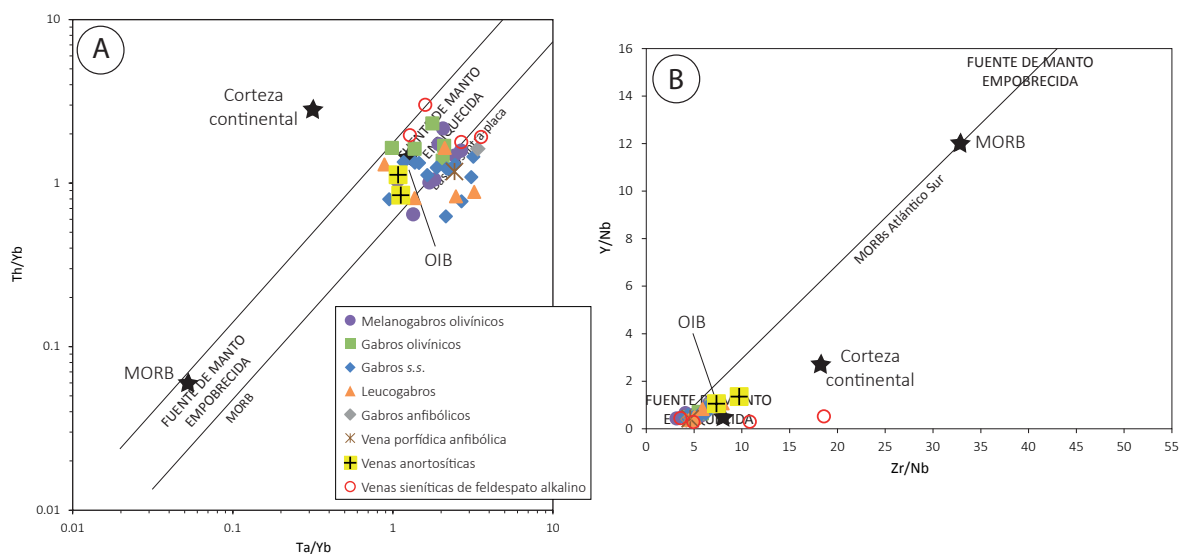 A
10
1
0.1
0.01
Th/Yb
0.01
0.1
1
10
Ta/Yb
Corteza
continental
FUENTE DE MANTO
ENRIQUECIDA
OIB
MORB
FUENTE DE MANTO
EMPOBRECIDA
MORB
Melanogabros olivínicos
Gabros olivínicos
Gabros s.s.
Leucogabros
Gabros anfibólicos
Vena porfídica anfibólica
Venas anortosíticas
Venas sieníticas de feldespato alkalino
B
16
14
12
10
8
6
4
2
0
Y/Nb
0
5
10
15
20
25
30
35
40
45
50
55
Zr/Nb
FUENTE DE MANTO
EMPOBRECIDA
MORB
MORBs Atlántico Sur
OIB
Corteza
continental
FUENTE DE MANTO